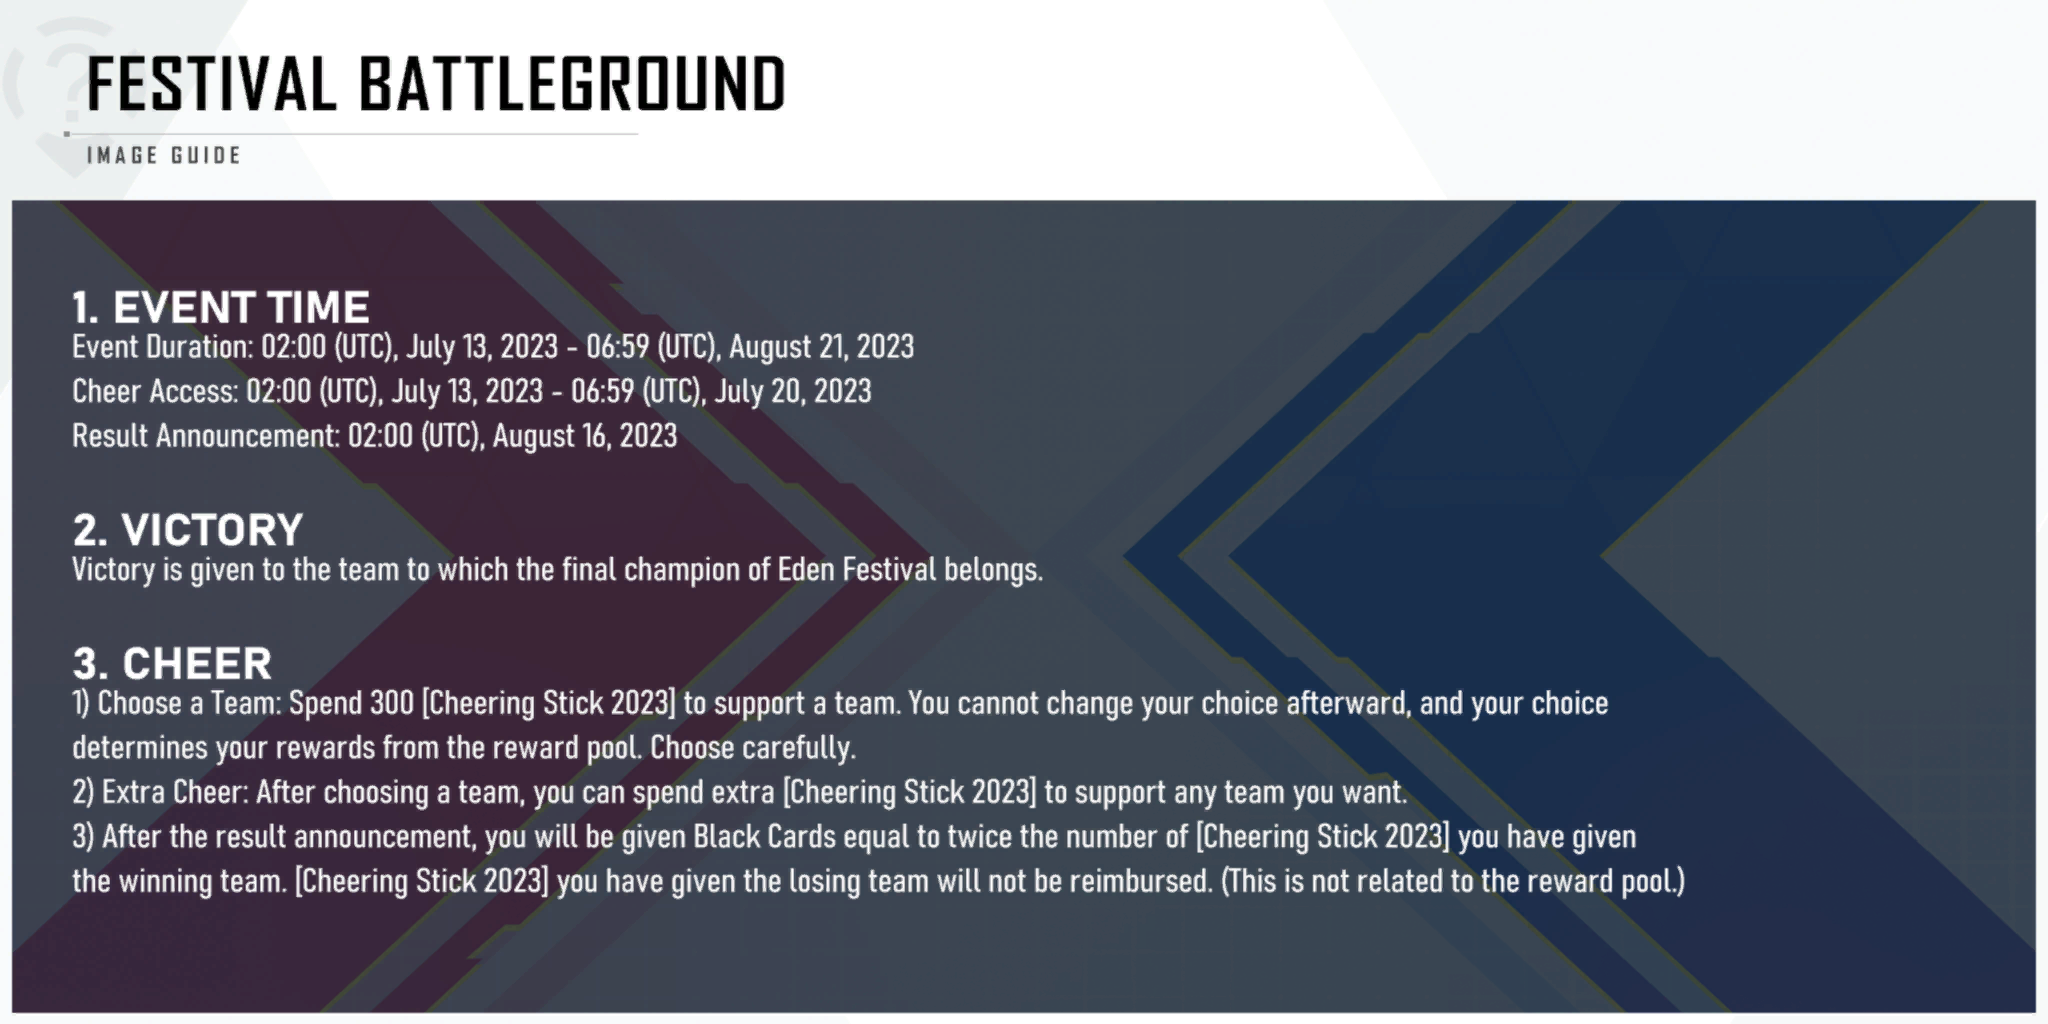 FESTIVAL BATTLEGROUND
IMAGE GUIDE
1. EVENT TIME
Event Duration: 02:00 (UTC), July 13, 2023 - 06:59 (UTC), August 21, 2023
Cheer Access: 02:00 (UTC), July 13, 2023 - 06:59 (UTC), July 20, 2023
Result Announcement: 02:00 (UTC), August 16, 2023
2. VICTORY
Victory is given to the team to which the final champion of Eden Festival belongs.
3. CHEER
1) Choose a Team: Spend 300 [Cheering Stick 2023] to support a team. You cannot change your choice afterward, and your choice
determines your rewards from the reward pool. Choose carefully.
2) Extra Cheer: After choosing a team, you can spend extra [Cheering Stick 2023] to support any team you want.
3) After the result announcement, you will be given Black Cards equal to twice the number of [Cheering Stick 2023] you have given
the winning team. [Cheering Stick 2023] you have given the losing team will not be reimbursed. (This is not related to the reward pool.)